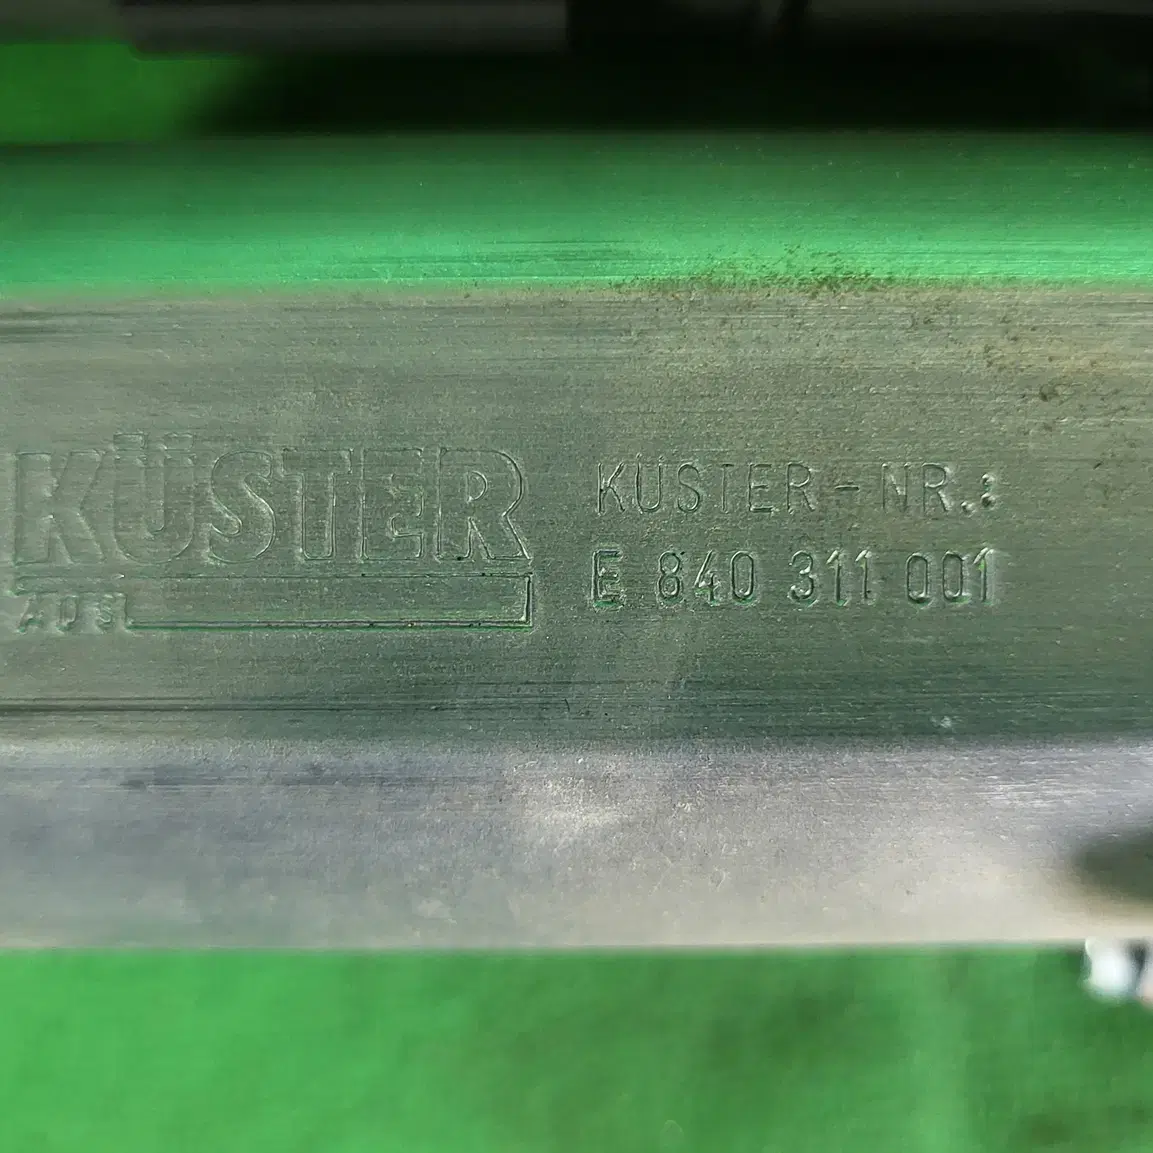 KÜSTER
KÜSTER-NR.:
E 840 311 001